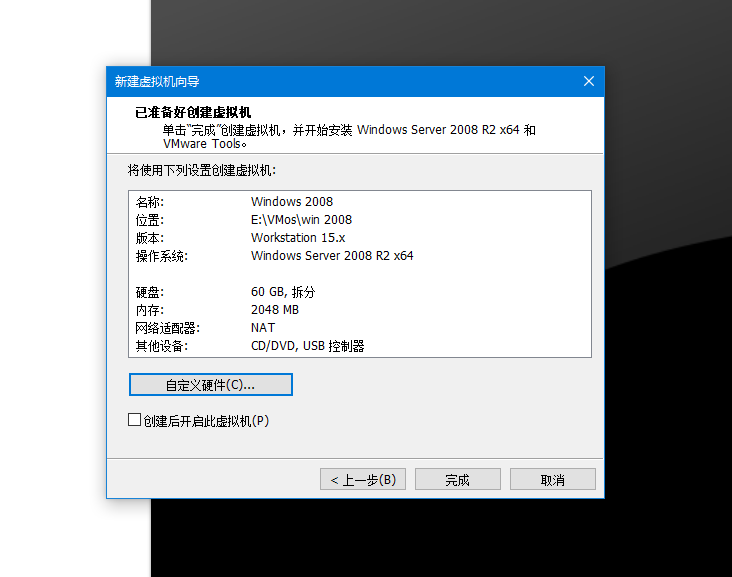 新建虚拟机向导
已准备好创建虚拟机
单击“完成”创建虚拟机，并开始安装 Windows Server 2008 R2 x64 和
VMware Tools。
将使用下列设置创建虚拟机:
名称: Windows 2008
位置: E:\VMos\win 2008
版本: Workstation 15.x
操作系统: Windows Server 2008 R2 x64
硬盘: 60 GB, 拆分
内存: 2048 MB
网络适配器: NAT
其他设备: CD/DVD, USB 控制器
自定义硬件(C)...
创建后开启此虚拟机(P)
< 上一步(B) 完成 取消